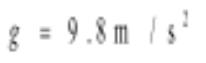 g = 9.8 m / s²